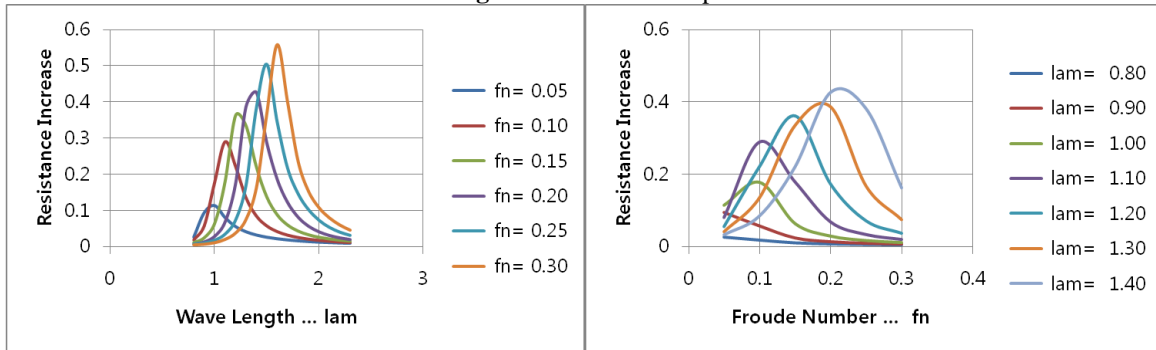 0.6
0.5
0.4
0.3
0.2
0.1
0
0
1
2
3
Resistance Increase
Wave Length ... lam
fn= 0.05
fn= 0.10
fn= 0.15
fn= 0.20
fn= 0.25
fn= 0.30
0.6
0.4
0.2
0
0
0.1
0.2
0.3
0.4
Resistance Increase
Froude Number ... fn
lam= 0.80
lam= 0.90
lam= 1.00
lam= 1.10
lam= 1.20
lam= 1.30
lam= 1.40